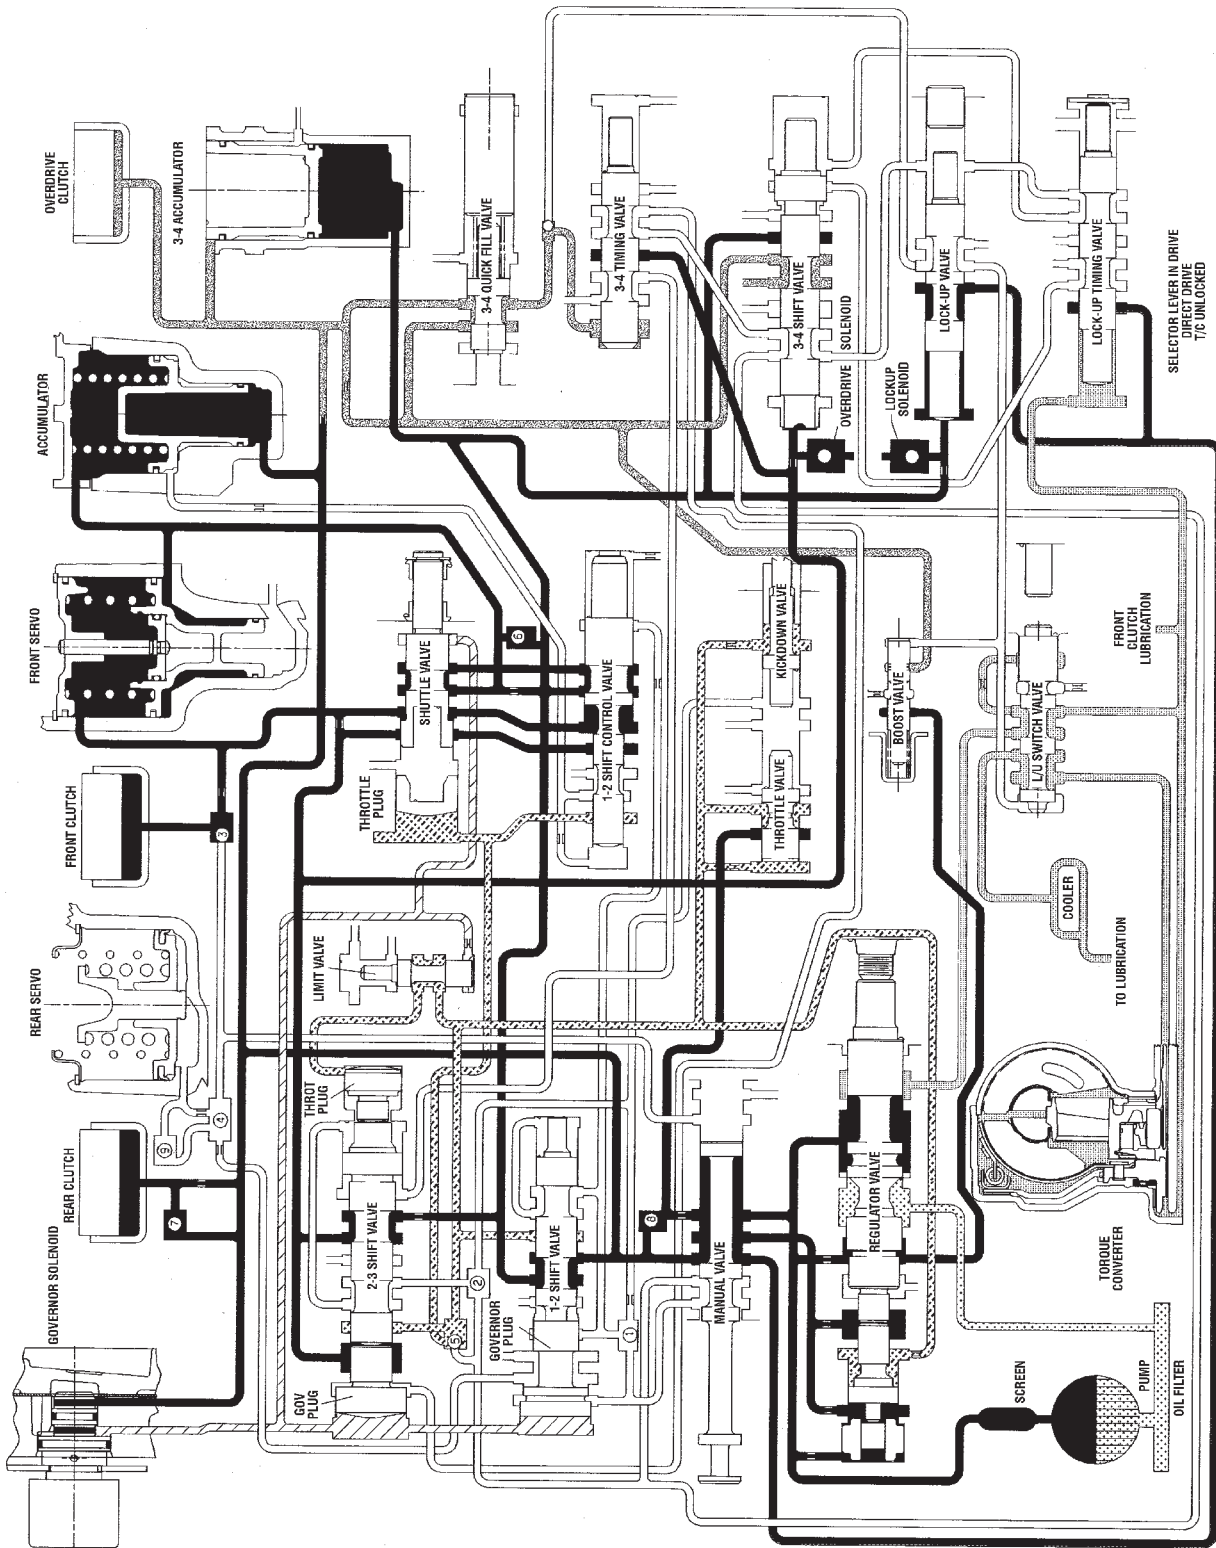 GOVERNOR SOLENOID
REAR CLUTCH
REAR SERVO
FRONT CLUTCH
FRONT SERVO
ACCUMULATOR
OVERDRIVE
CLUTCH
3-4 ACCUMULATOR
9
7
4
3
GOV
PLUG
2-3 SHIFT VALVE
THROT
PLUG
LIMIT VALVE
THROTTLE
PLUG
SHUTTLE VALVE
3-4 QUICK FILL VALVE
5
2
6
GOVERNOR
PLUG
1-2 SHIFT VALVE
1-2 SHIFT CONTROL VALVE
3-4 TIMING VALVE
1
8
MANUAL VALVE
THROTTLE VALVE
KICKDOWN VALVE
3-4 SHIFT VALVE
OVERDRIVE
SOLENOID
REGULATOR VALVE
BOOST VALVE
LOCKUP
SOLENOID
LOCK-UP VALVE
SCREEN
L/U SWITCH VALVE
COOLER
LOCK-UP TIMING VALVE
PUMP
OIL FILTER
TORQUE
CONVERTER
TO LUBRICATION
FRONT
CLUTCH
LUBRICATION
SELECTOR LEVER IN DRIVE
DIRECT DRIVE
T/C UNLOCKED